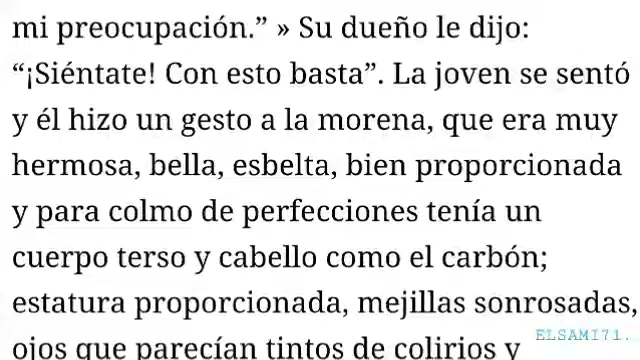 mi preocupación.” » Su dueño le dijo:
“¡Siéntate! Con esto basta”. La joven se sentó
y él hizo un gesto a la morena, que era muy
hermosa, bella, esbelta, bien proporcionada
y para colmo de perfecciones tenía un
cuerpo terso y cabello como el carbón;
estatura proporcionada, mejillas sonrosadas,
ELSAMI71.
ojos que parecían tintos de colirios y